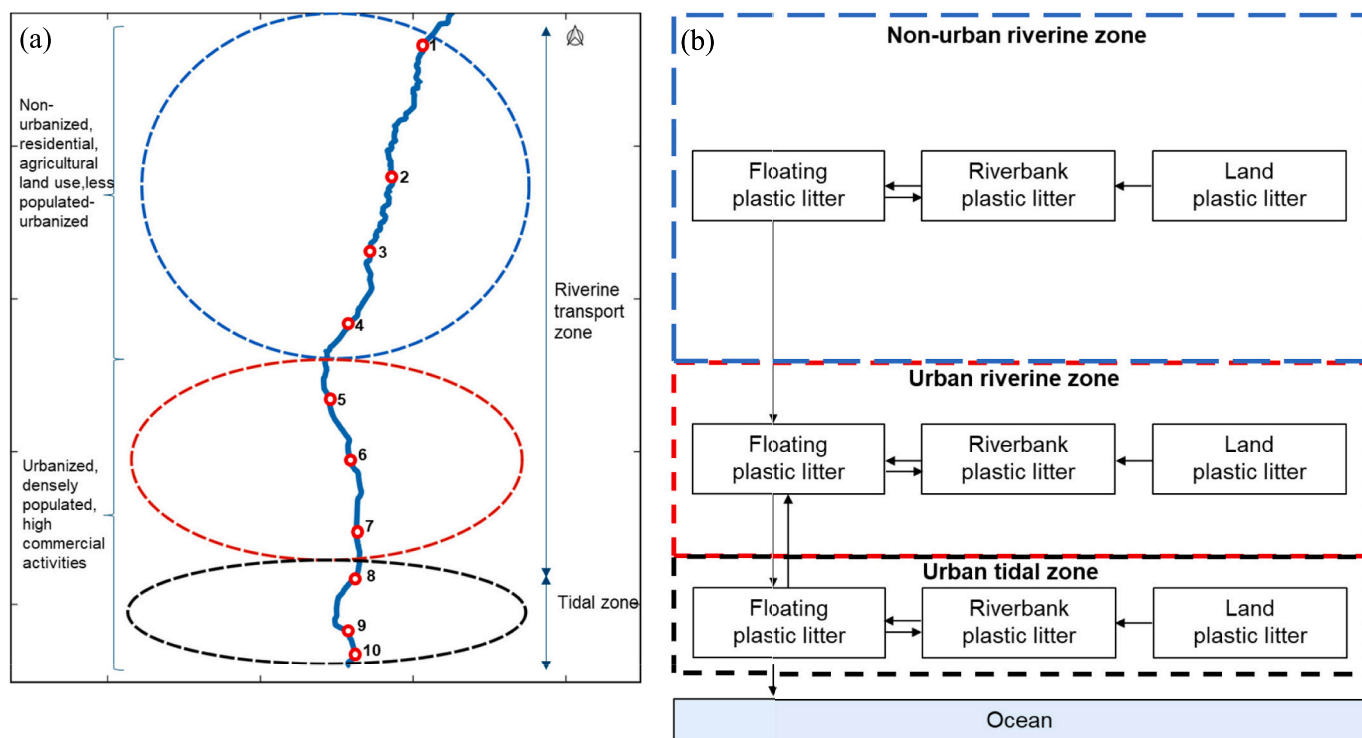 (a)
1
Non-
urbanized,
residential,
agricultural
land use,less
populated-
urbanized
2
3
Riverine
transport
zone
4
5
6
Urbanized,
densely
populated,
high
commercial
activities
7
8
Tidal zone
9
10
(b)
Non-urban riverine zone
Floating
plastic litter
Riverbank
plastic litter
Land
plastic litter
Urban riverine zone
Floating
plastic litter
Riverbank
plastic litter
Land
plastic litter
Urban tidal zone
Floating
plastic litter
Riverbank
plastic litter
Land
plastic litter
Ocean